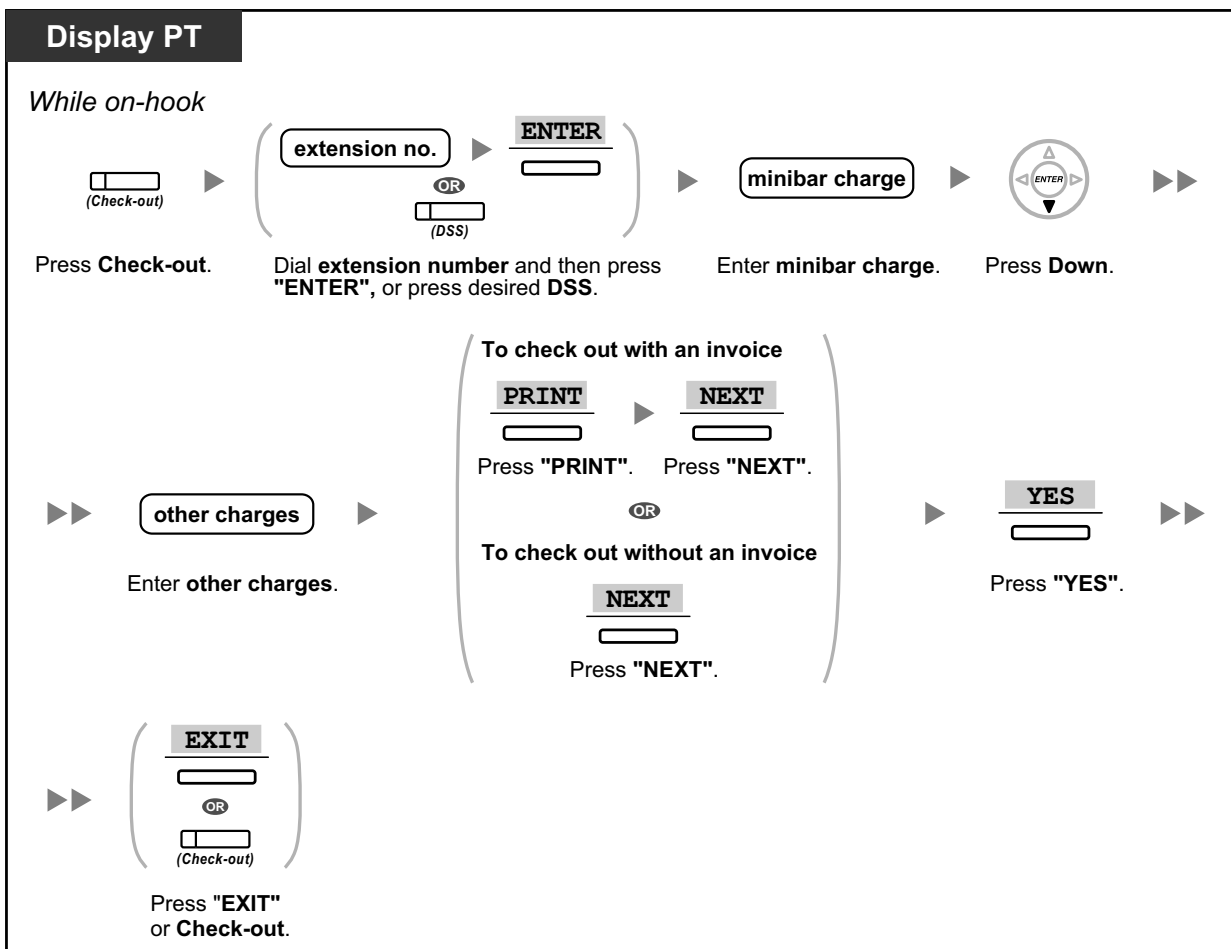 Display PT
While on-hook
(Check-out)
Press Check-out.
extension no.
ENTER
OR
(DSS)
Dial extension number and then press
"ENTER", or press desired DSS.
minibar charge
Enter minibar charge.
ENTER
Press Down.
other charges
Enter other charges.
To check out with an invoice
PRINT
NEXT
Press "PRINT".
Press "NEXT".
OR
To check out without an invoice
NEXT
Press "NEXT".
YES
Press "YES".
EXIT
OR
(Check-out)
Press "EXIT"
or Check-out.